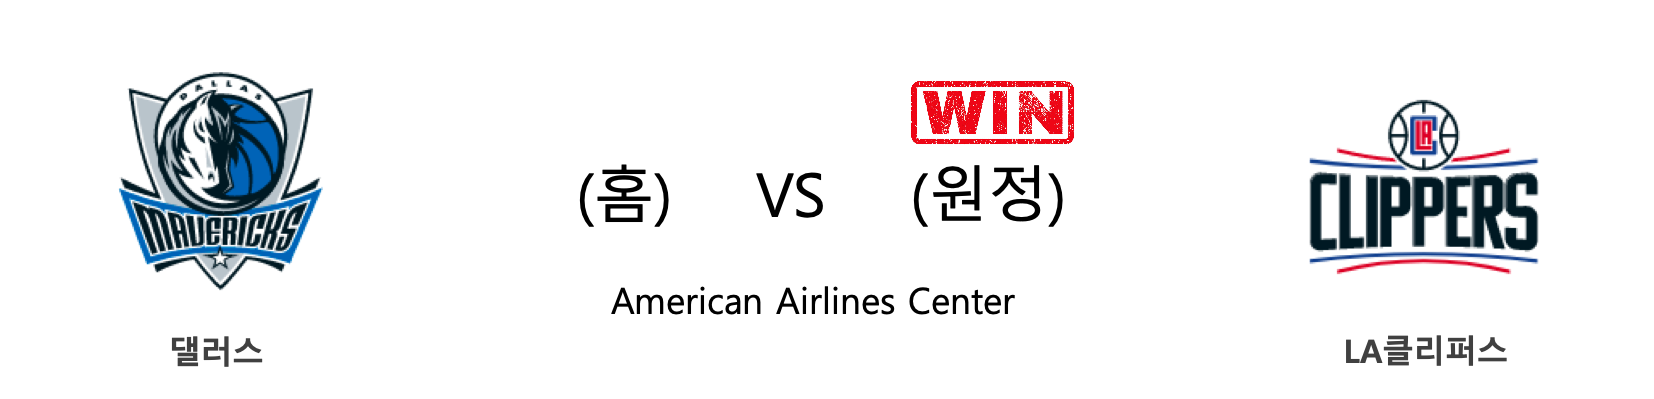 DALLAS
MAVERICKS
댈러스
WIN
(홈) VS (원정)
American Airlines Center
LA
CLIPPERS
LA클리퍼스